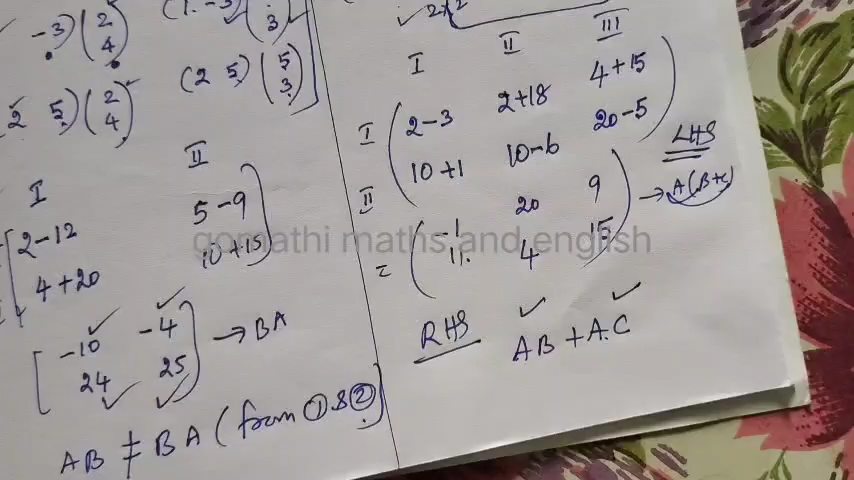 -3) (2 (1 -3) (
4) 3)
2 5) (2 (2 5) (5
4) 3)
I II
2-12 5-9
4+20 10+15
-10 -4 → BA
24 25
AB ≠ BA (from ① & ②)
2x2
I II III
I 2-3 2+18 4+15
II 10+1 10-6 20-5
LHS
= -1 20 9 → A(B+C)
11 4 15
RHS AB + A.C
gomathi maths and english